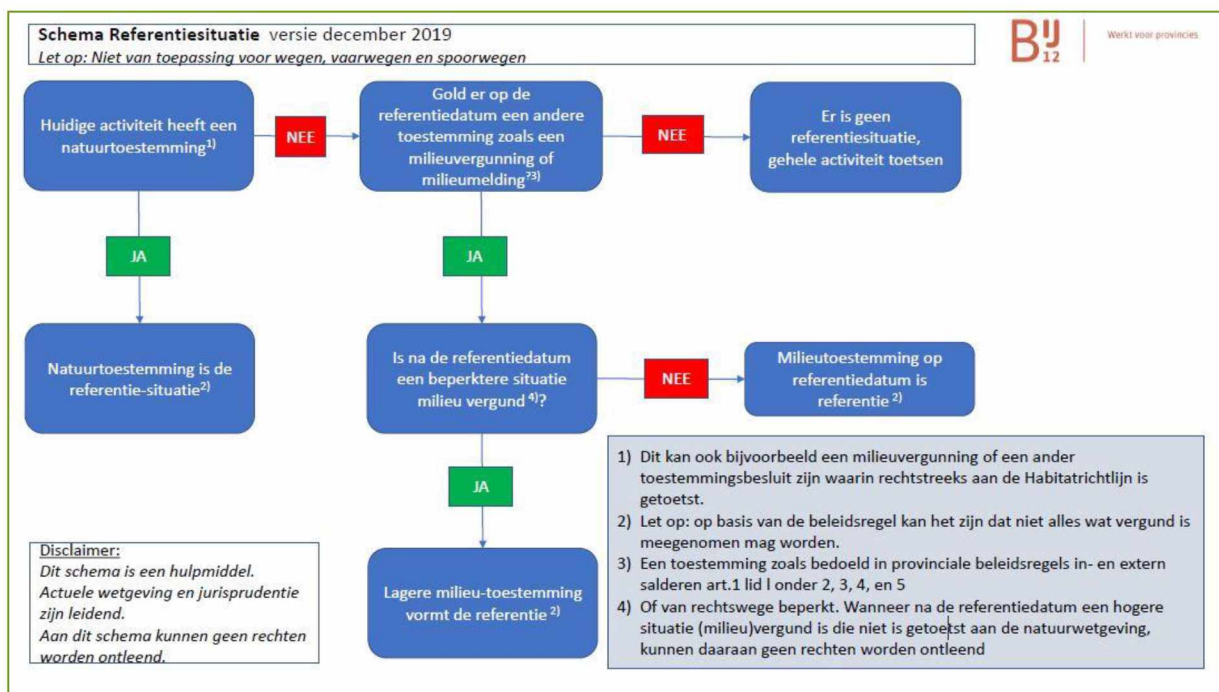 Schema Referentiesituatie versie december 2019
Let op: Niet van toepassing voor wegen, vaarwegen en spoorwegen
BIJ
12
Werkt voor provincies
Huidige activiteit heeft een
natuurtoestemming1)
NEE
Gold er op de
referentiedatum een andere
toestemming zoals een
milieuvergunning of
milieumelding?3)
NEE
Er is geen
referentiesituatie,
gehele activiteit toetsen
JA
JA
Natuurtoestemming is de
referentie-situatie2)
Is na de referentiedatum
een beperktere situatie
milieu vergund 4)?
NEE
Milieutoestemming op
referentiedatum is
referentie 2)
JA
Lagere milieu-toestemming
vormt de referentie 2)
Disclaimer:
Dit schema is een hulpmiddel.
Actuele wetgeving en jurisprudentie
zijn leidend.
Aan dit schema kunnen geen rechten
worden ontleend.
1) Dit kan ook bijvoorbeeld een milieuvergunning of een ander
toestemmingsbesluit zijn waarin rechtstreeks aan de Habitatrichtlijn is
getoetst.
2) Let op: op basis van de beleidsregel kan het zijn dat niet alles wat vergund is
meegenomen mag worden.
3) Een toestemming zoals bedoeld in provinciale beleidsregels in- en extern
salderen art.1 lid l onder 2, 3, 4, en 5
4) Of van rechtswege beperkt. Wanneer na de referentiedatum een hogere
situatie (milieu)vergund is die niet is getoetst aan de natuurwetgeving,
kunnen daaraan geen rechten worden ontleend